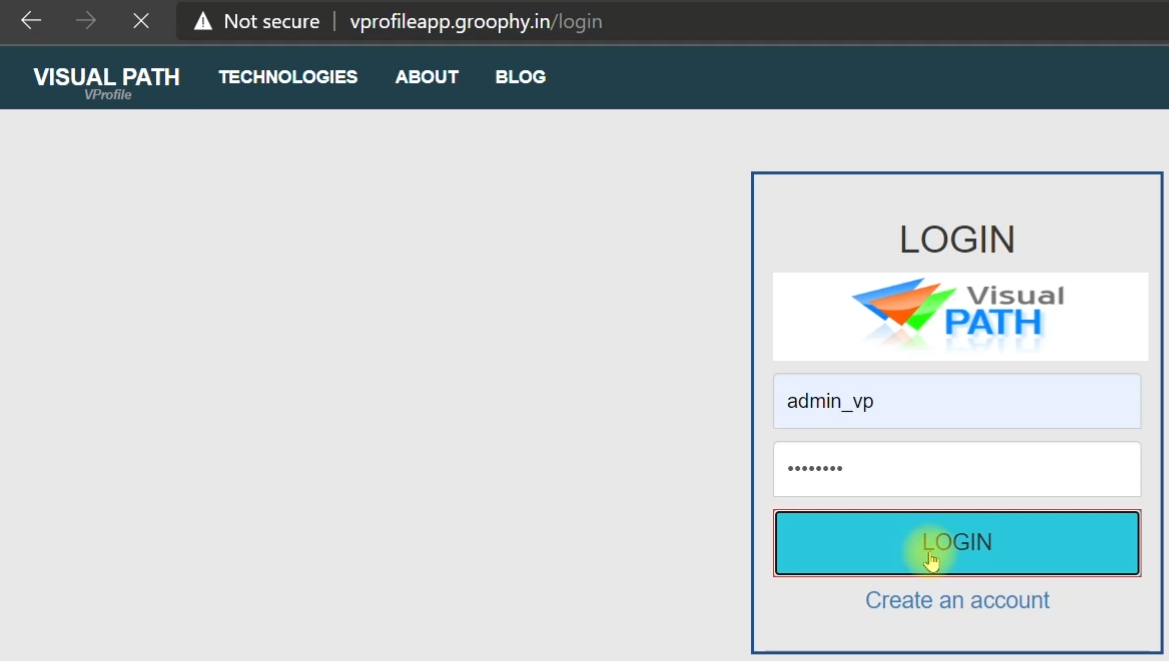 Not secure | vprofileapp.groophy.in/login
VISUAL PATH TECHNOLOGIES ABOUT BLOG
VProfile
LOGIN
Visual
PATH
admin_vp
••••••••
LOGIN
Create an account